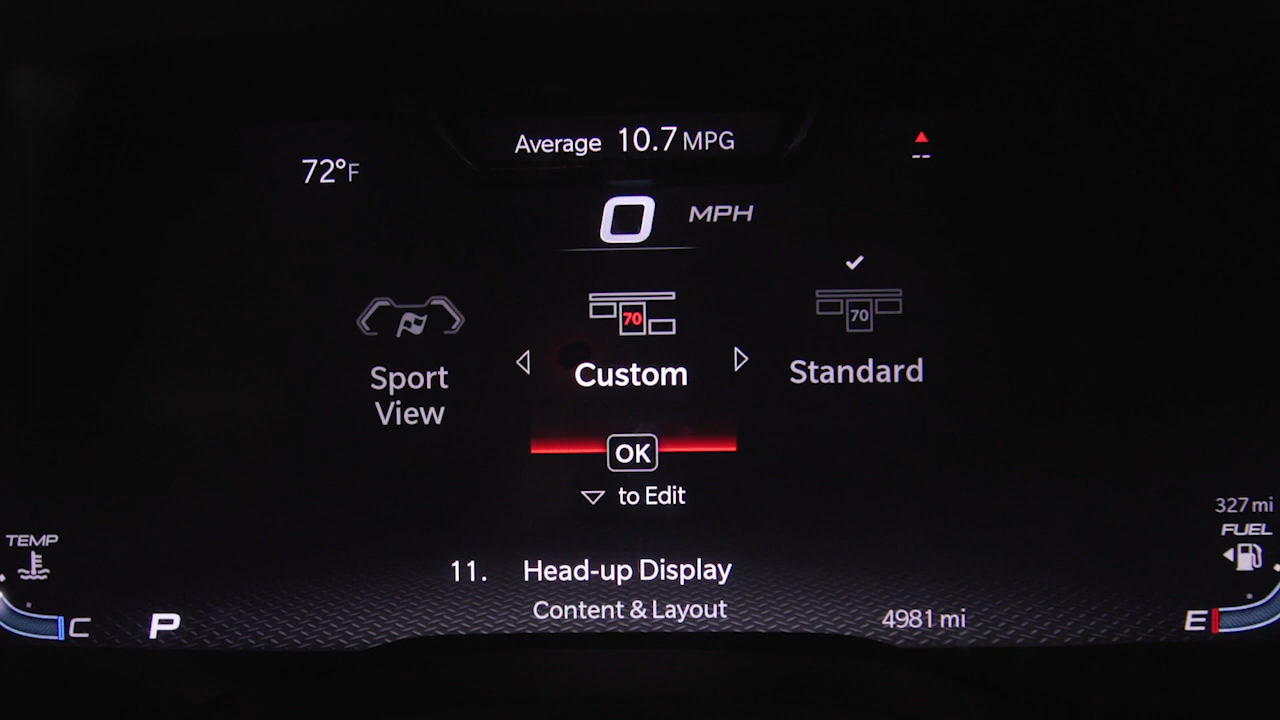 Average 10.7 MPG
72°F
--
0 MPH
70
70
Sport
View
Custom
Standard
OK
to Edit
327 mi
TEMP
FUEL
11. Head-up Display
Content & Layout
4981 mi
C
P
E